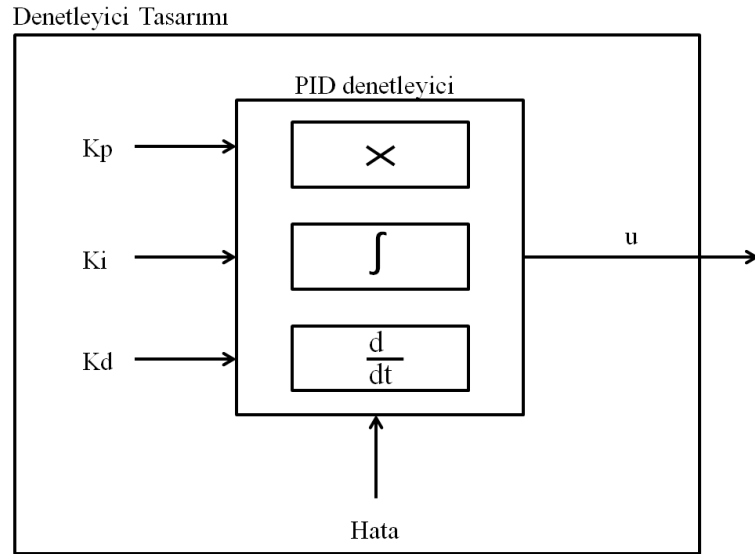 Denetleyici Tasarımı
PID denetleyici
Kp
×
Ki
∫
u
Kd
d
dt
Hata